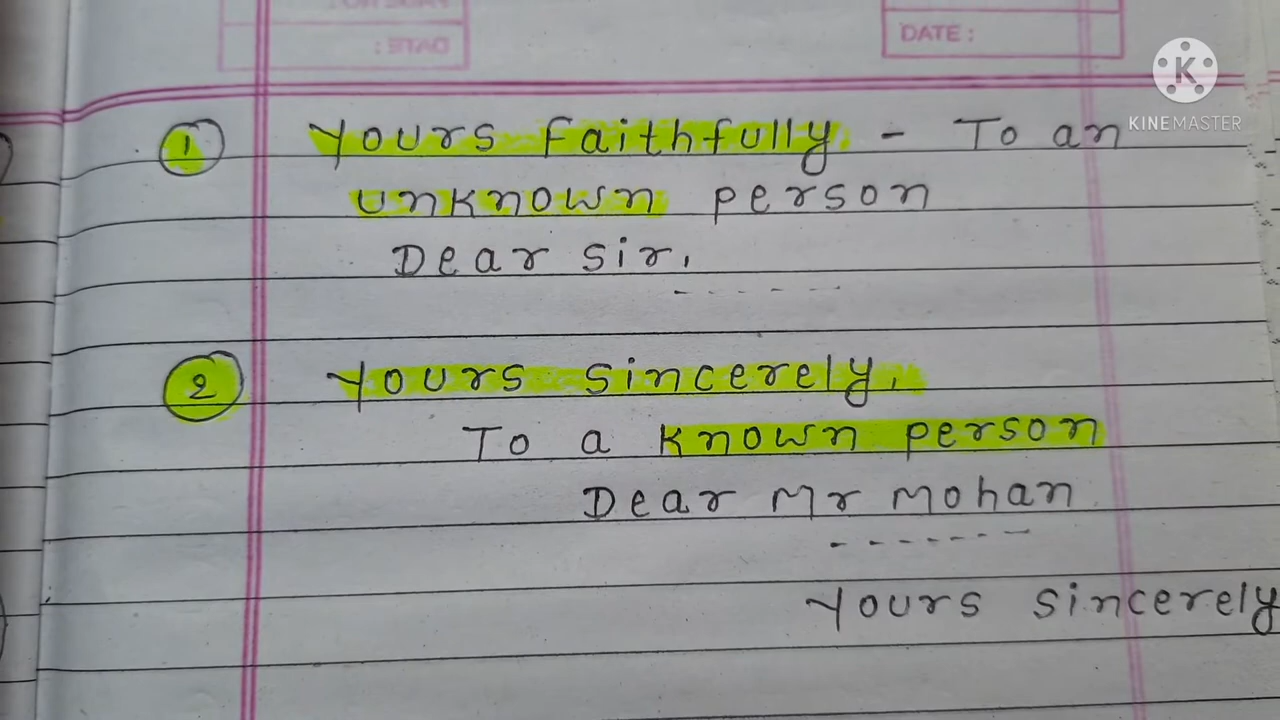 DATE :
DATE :
K
KINEMASTER
1 Yours Faithfully - To an
unknown person
Dear Sir,
2 Yours Sincerely,
To a known person
Dear Mr Mohan
Yours Sincerely